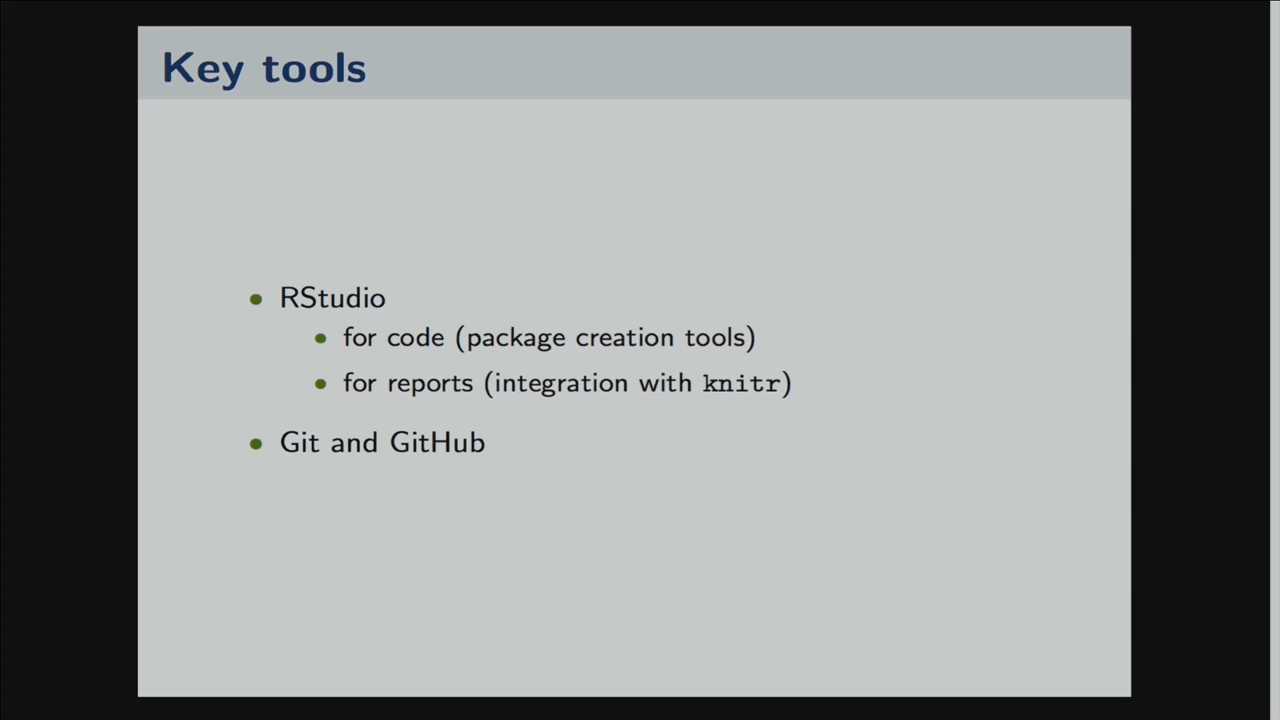 Key tools
• RStudio
• for code (package creation tools)
• for reports (integration with knitr)
• Git and GitHub